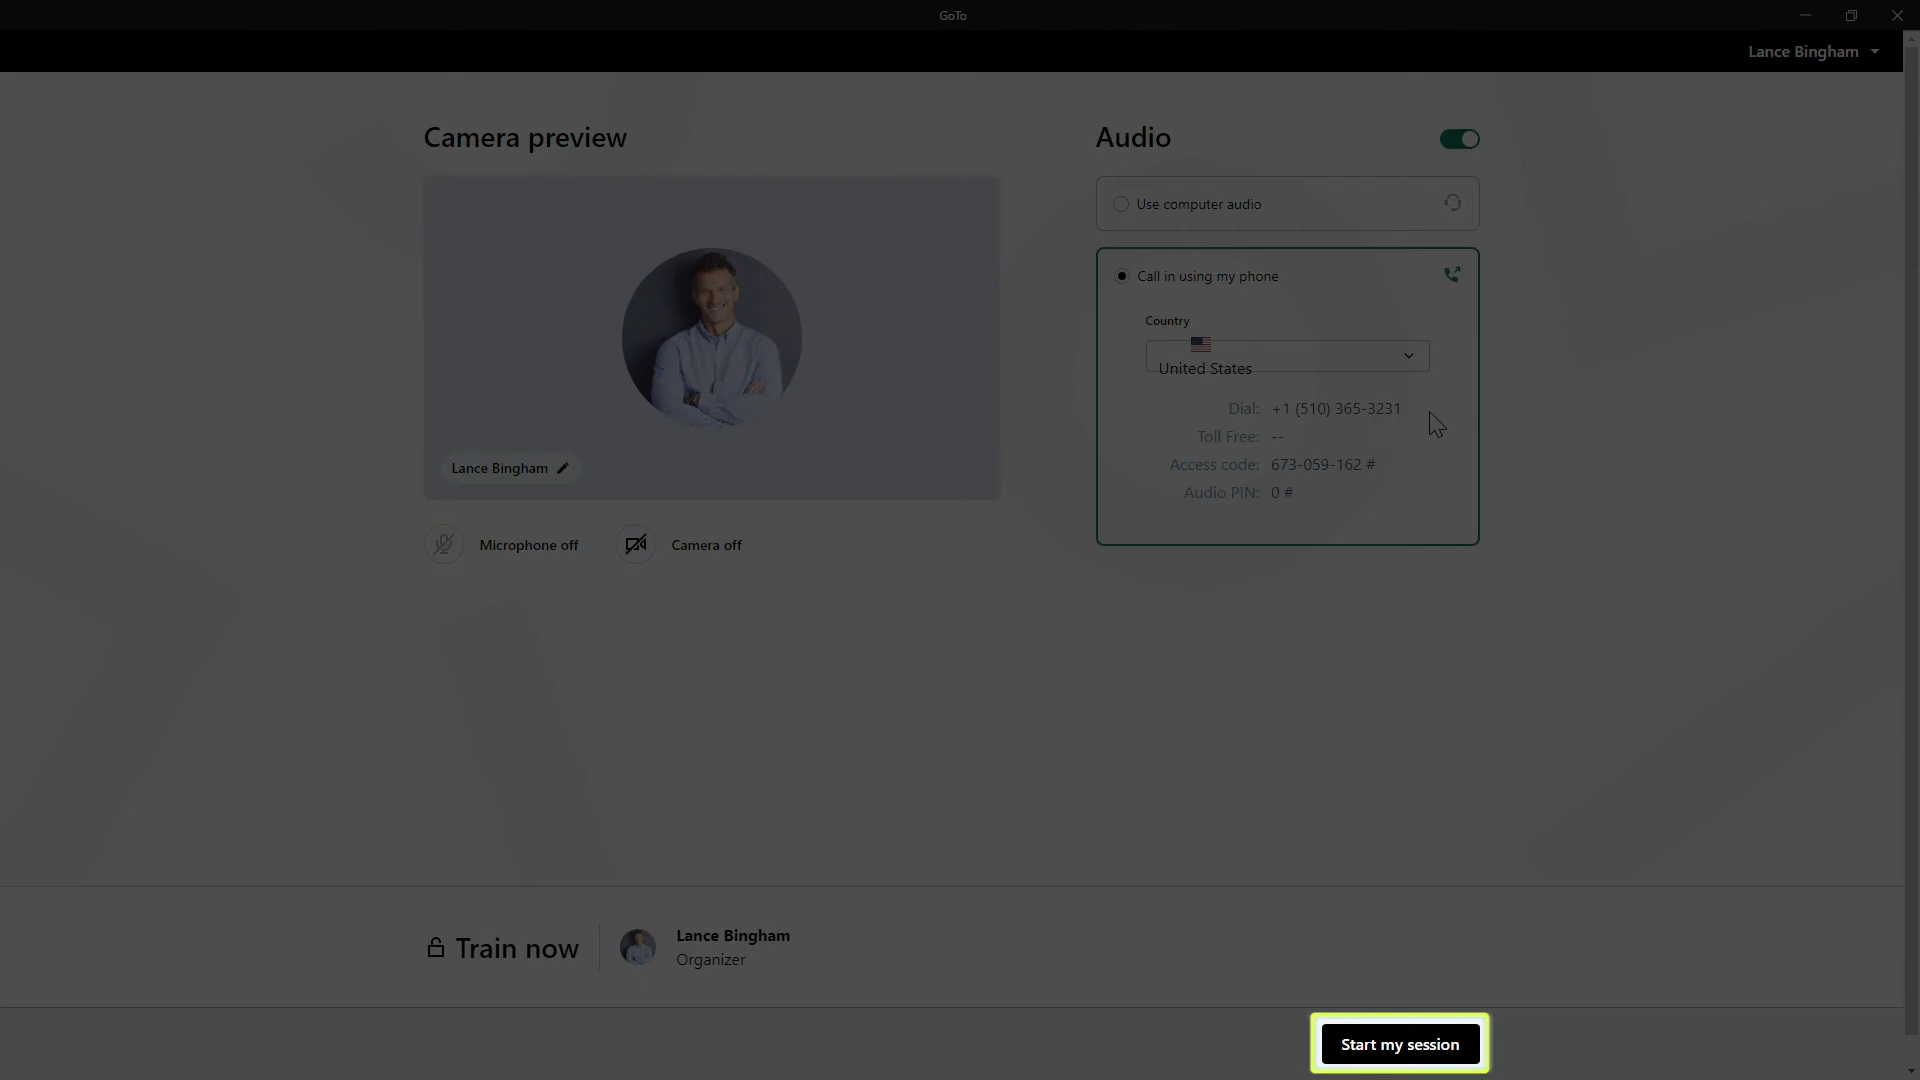 GoTo
Lance Bingham
Camera preview
Lance Bingham
Microphone off
Camera off
Audio
Use computer audio
Call in using my phone
Country
United States
Dial: +1 (510) 365-3231
Toll Free: --
Access code: 673-059-162 #
Audio PIN: 0 #
Train now
Lance Bingham
Organizer
Start my session